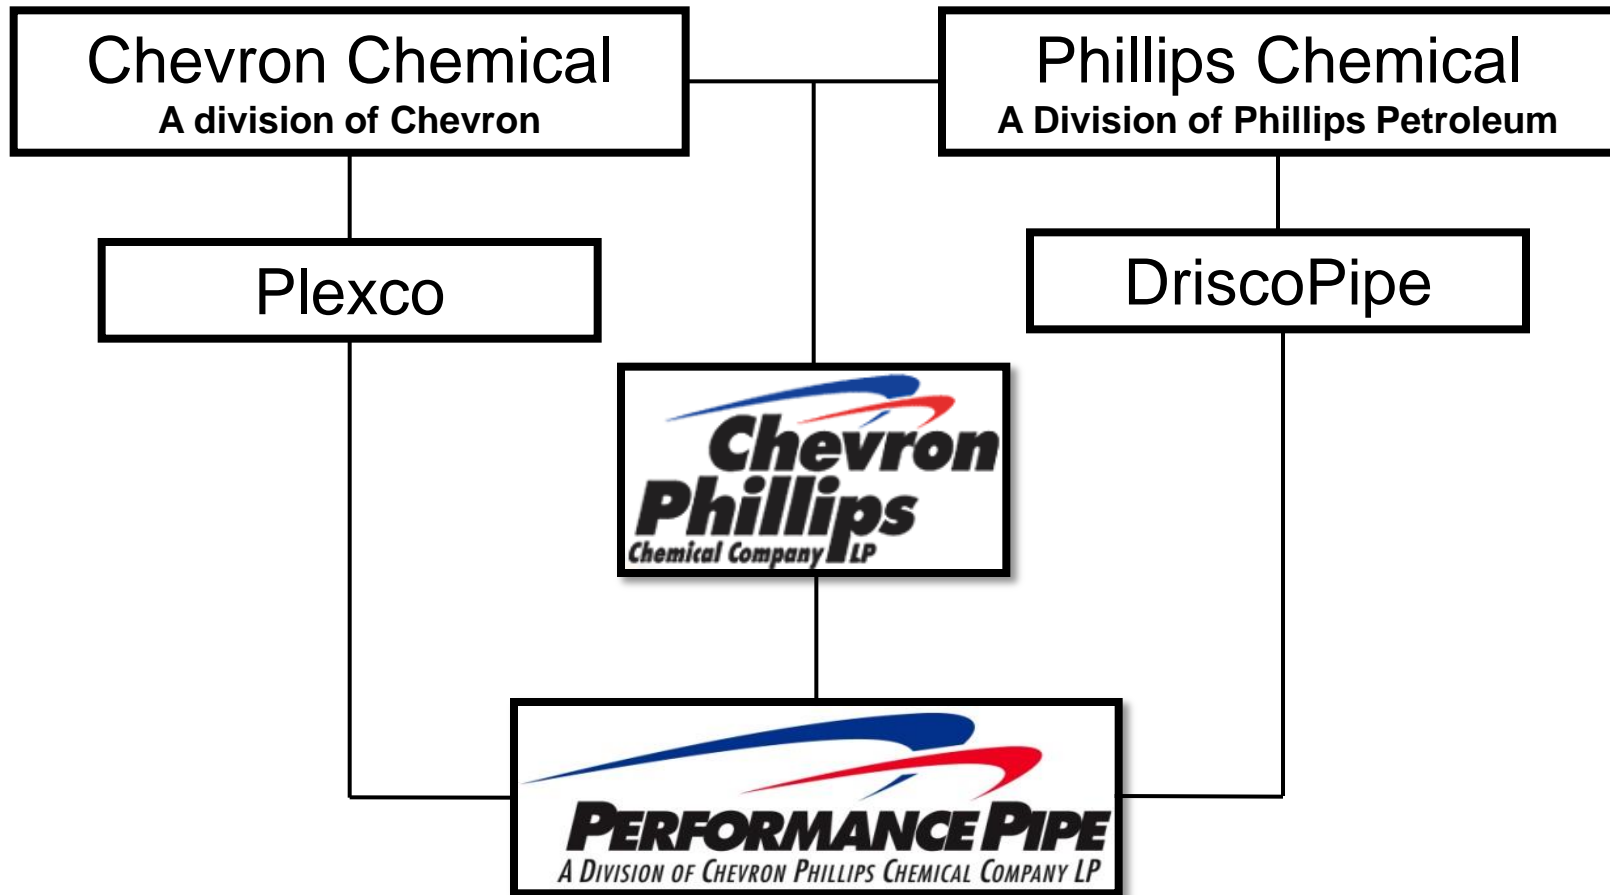 Chevron Chemical
A division of Chevron
Phillips Chemical
A Division of Phillips Petroleum
Plexco
DriscoPipe
Chevron
Phillips
Chemical Company LP
PERFORMANCE PIPE
A DIVISION OF CHEVRON PHILLIPS CHEMICAL COMPANY LP